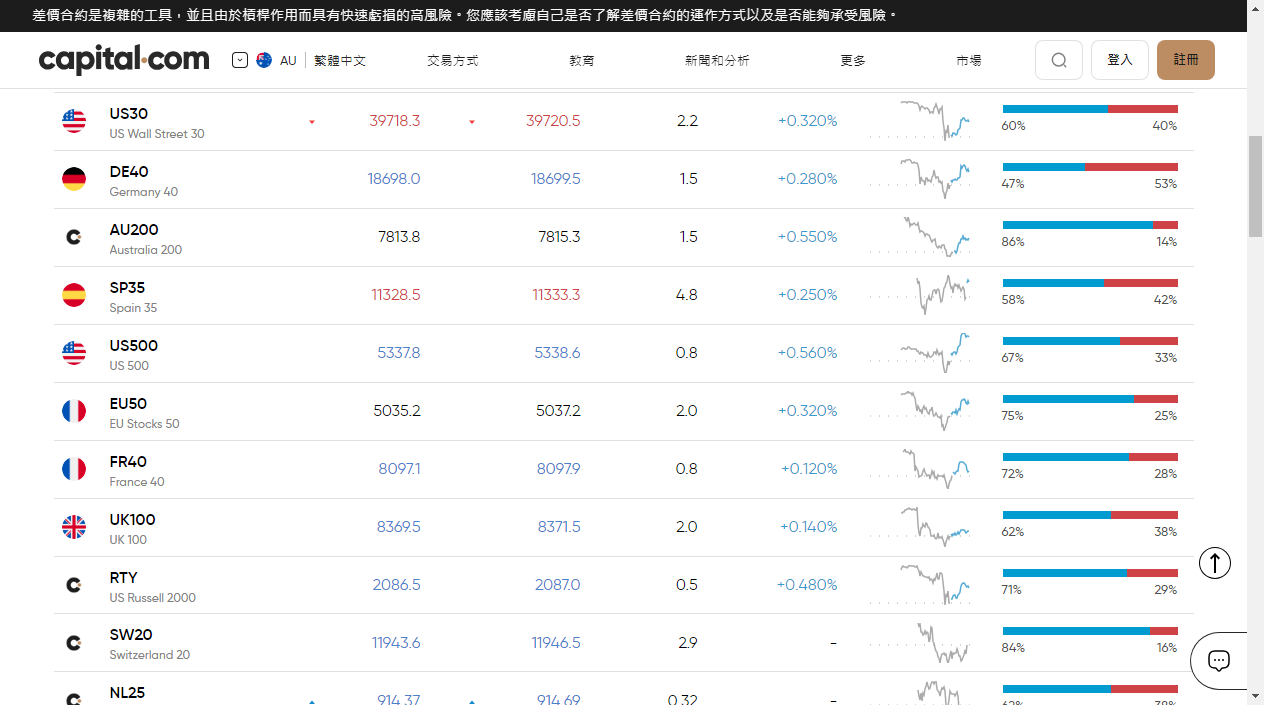 差價合約是複雜的工具，並且由於槓桿作用而具有快速虧損的高風險。您應該考慮自己是否了解差價合約的運作方式以及是否能夠承受風險。
capital.com AU 繁體中文 交易方式 教育 新聞和分析 更多 市場 登入 註冊
US30 39718.3 39720.5 2.2 +0.320%
US Wall Street 30 60% 40%
DE40 18698.0 18699.5 1.5 +0.280%
Germany 40 47% 53%
AU200 7813.8 7815.3 1.5 +0.550%
Australia 200 86% 14%
SP35 11328.5 11333.3 4.8 +0.250%
Spain 35 58% 42%
US500 5337.8 5338.6 0.8 +0.560%
US 500 67% 33%
EU50 5035.2 5037.2 2.0 +0.320%
EU Stocks 50 75% 25%
FR40 8097.1 8097.9 0.8 +0.120%
France 40 72% 28%
UK100 8369.5 8371.5 2.0 +0.140%
UK 100 62% 38%
RTY 2086.5 2087.0 0.5 +0.480%
US Russell 2000 71% 29%
SW20 11943.6 11946.5 2.9 -
Switzerland 20 84% 16%
NL25 914.37 914.69 0.32 -